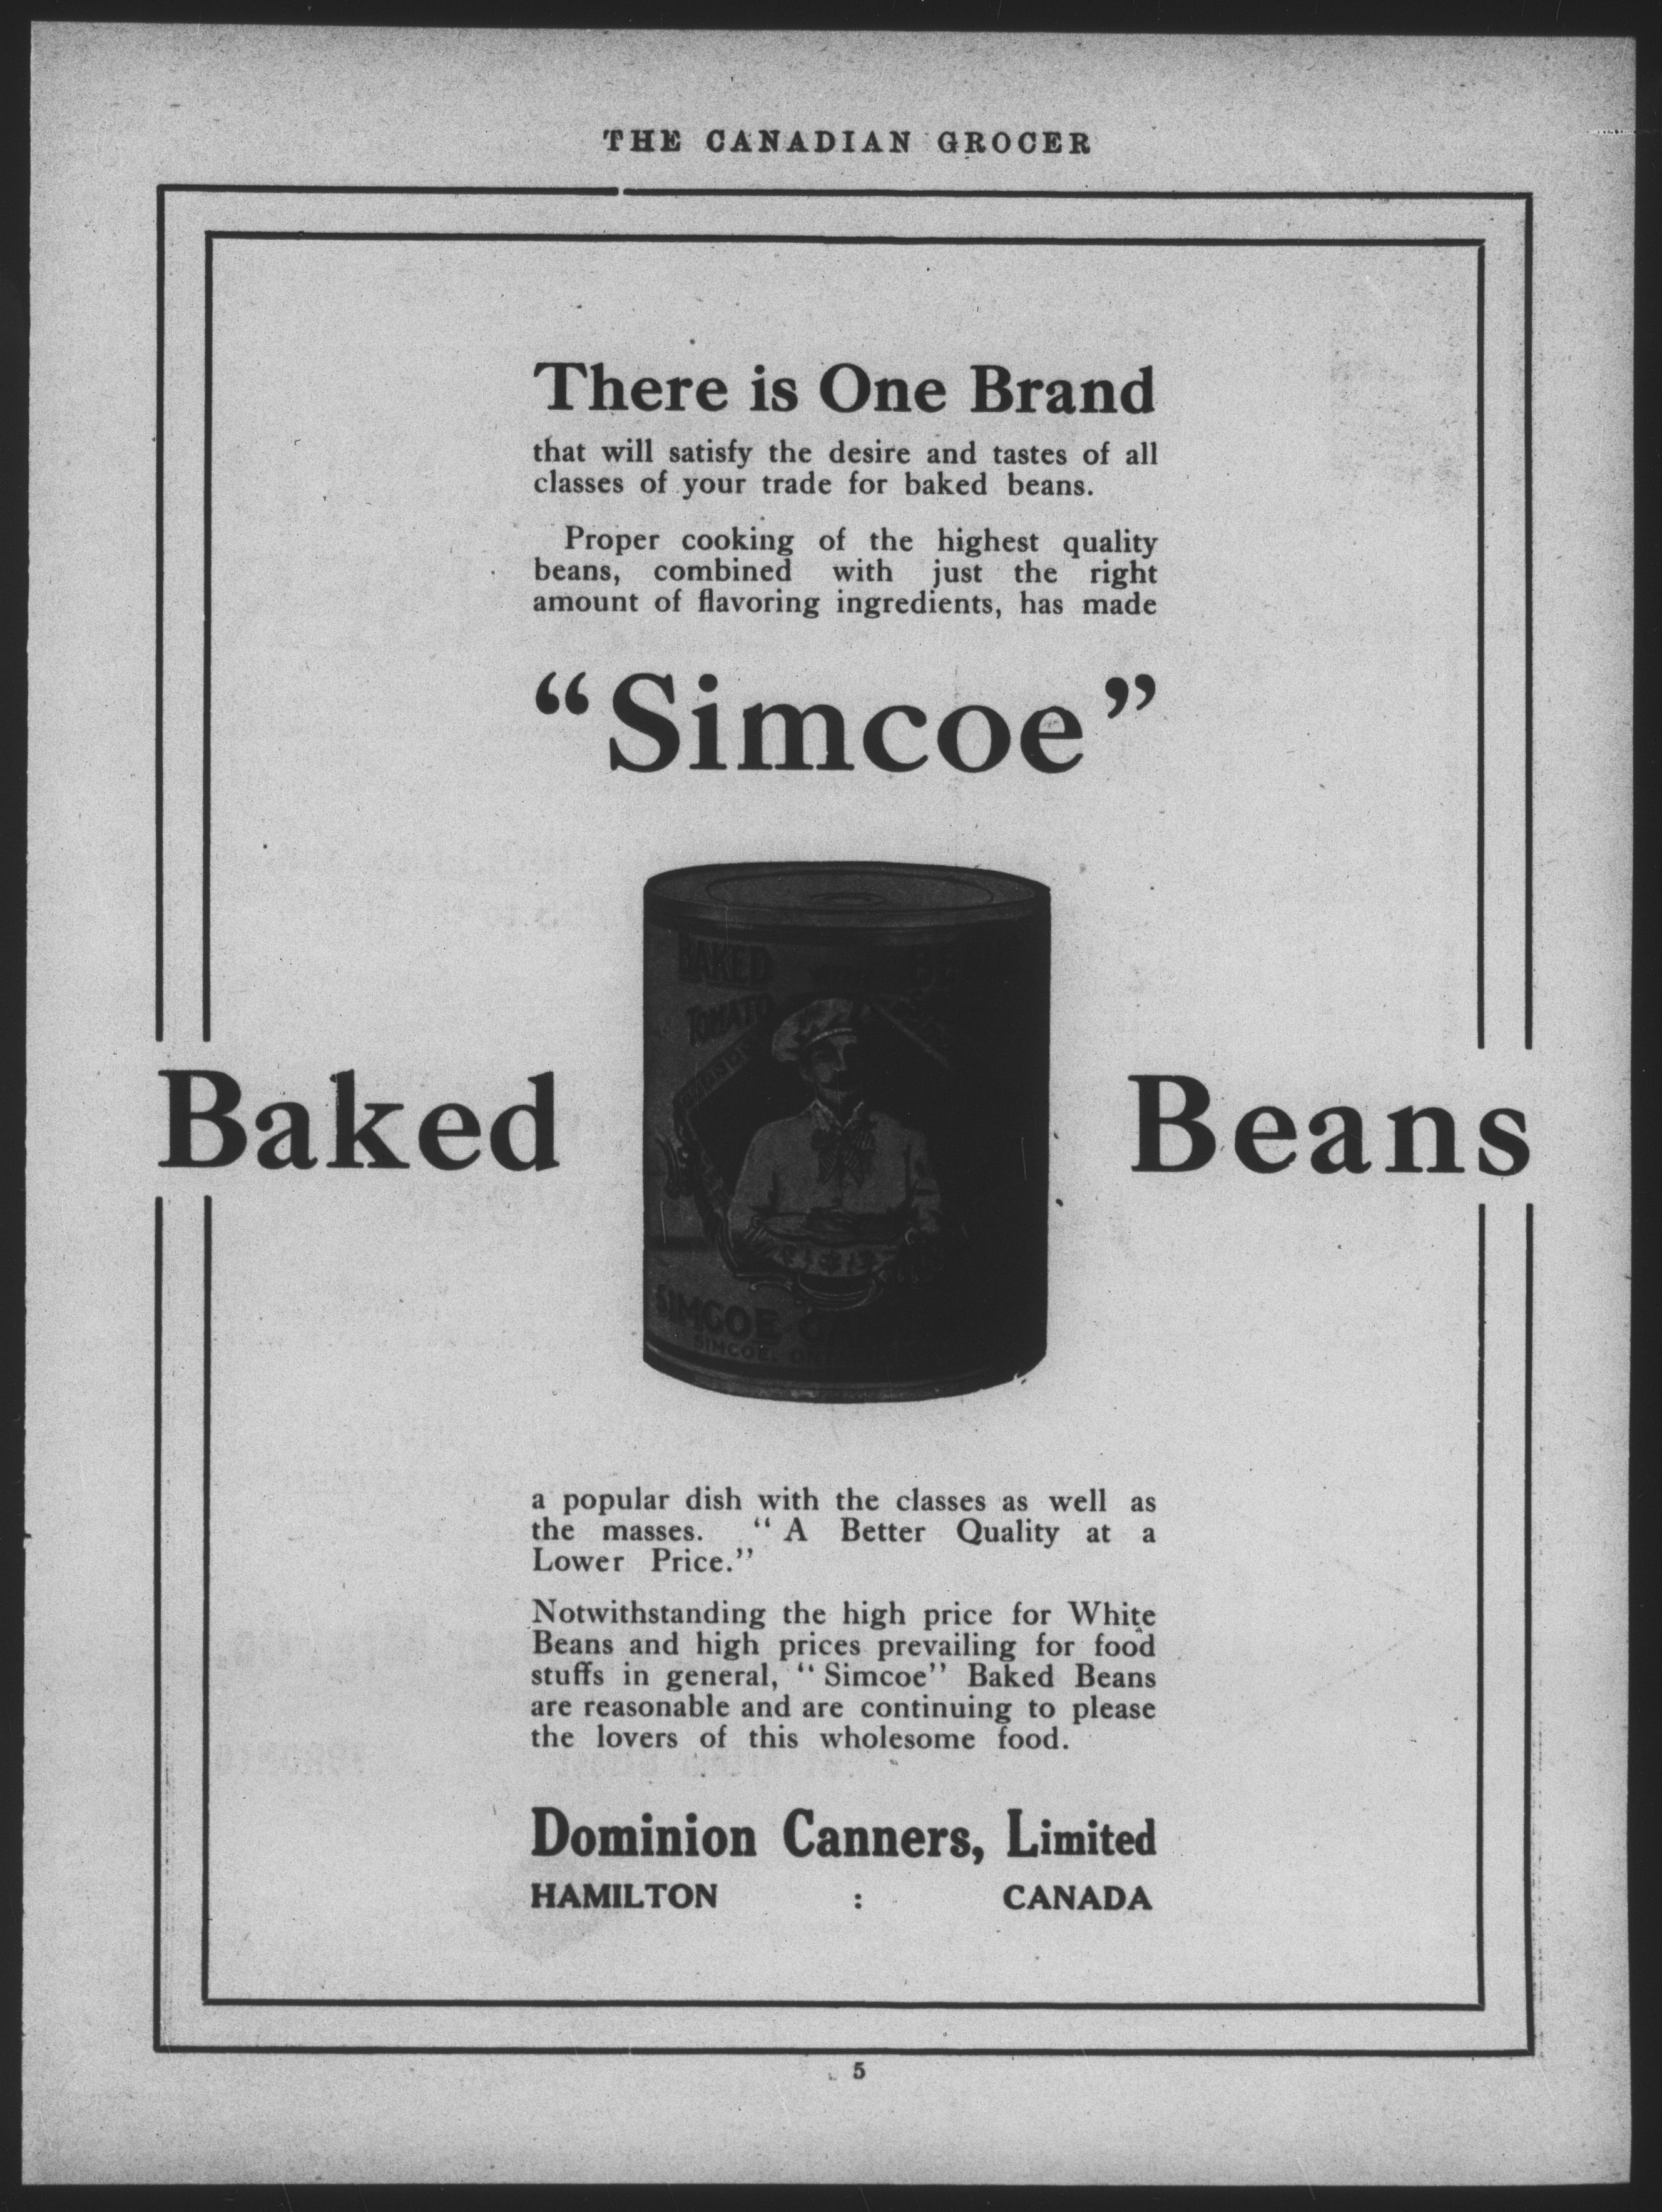 THE CANADIAN GROCER
There is One Brand
that will satisfy the desire and tastes of all
classes of your trade for baked beans.
Proper cooking of the highest quality
beans, combined with just the right
amount of flavoring ingredients, has made
“Simcoe”
BAKED
TOMATO
SIMCOE
SIMCOE, ONT
Baked Beans
a popular dish with the classes as well as
the masses. “A Better Quality at a
Lower Price.”
Notwithstanding the high price for White
Beans and high prices prevailing for food
stuffs in general, “Simcoe” Baked Beans
are reasonable and are continuing to please
the lovers of this wholesome food.
Dominion Canners, Limited
HAMILTON : CANADA
5